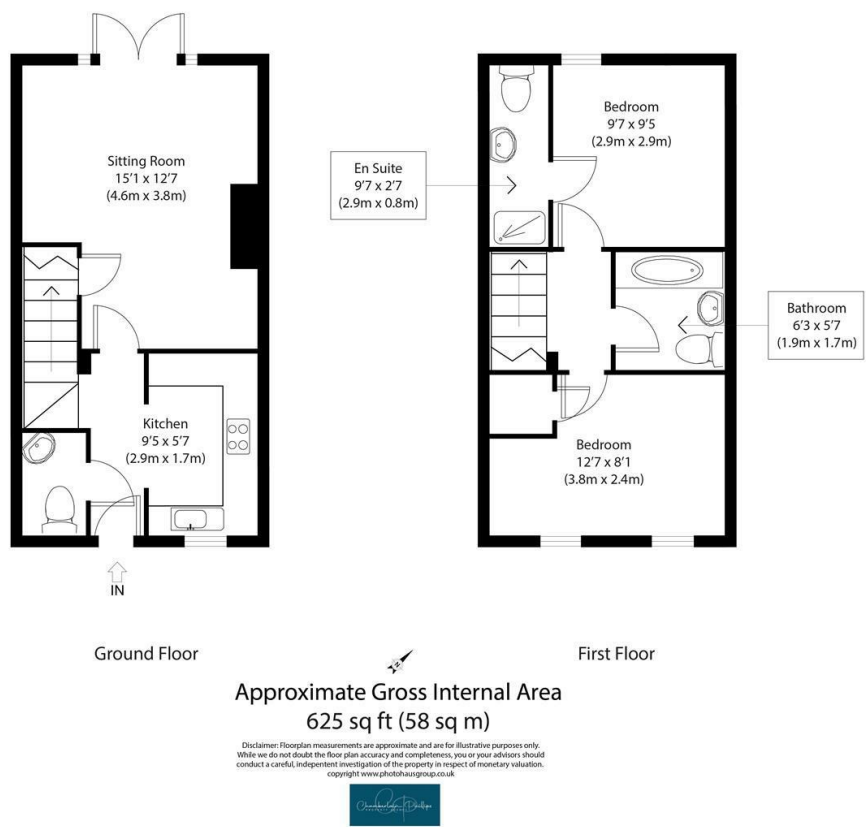 Sitting Room
15'1 x 12'7
(4.6m x 3.8m)
Kitchen
9'5 x 5'7
(2.9m x 1.7m)
IN
Ground Floor
En Suite
9'7 x 2'7
(2.9m x 0.8m)
Bedroom
9'7 x 9'5
(2.9m x 2.9m)
Bathroom
6'3 x 5'7
(1.9m x 1.7m)
Bedroom
12'7 x 8'1
(3.8m x 2.4m)
First Floor
N
Approximate Gross Internal Area
625 sq ft (58 sq m)
Disclaimer: Floorplan measurements are approximate and are for illustrative purposes only.
While we do not doubt the floor plan accuracy and completeness, you or your advisors should
conduct a careful, indepentent investigation of the property in respect of monetary valuation.
copyright www.photohausgroup.co.uk
Chamberlain Phillips